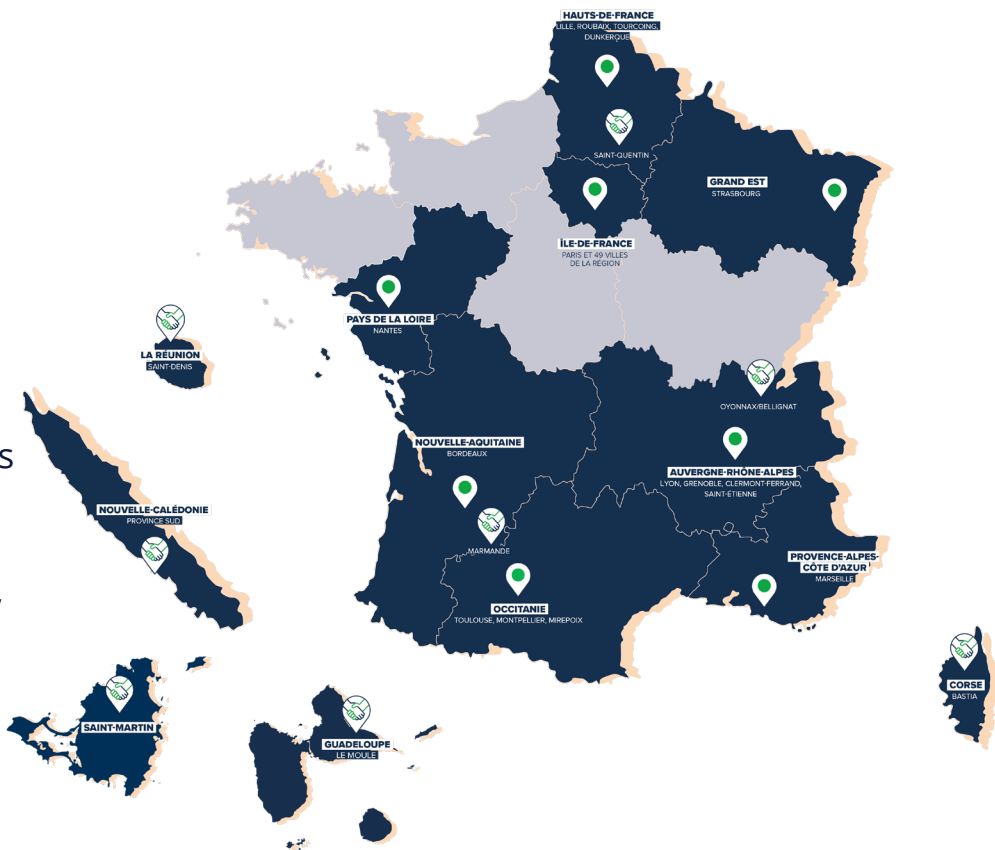 HAUTS-DE-FRANCE
LILLE, ROUBAIX, TOURCOING,
DUNKERQUE
SAINT-QUENTIN
GRAND EST
STRASBOURG
ÎLE-DE-FRANCE
PARIS ET 49 VILLES
DE LA RÉGION
PAYS DE LA LOIRE
NANTES
LA RÉUNION
SAINT-DENIS
OYONNAX/BELLIGNAT
NOUVELLE-AQUITAINE
BORDEAUX
s
AUVERGNE-RHÔNE-ALPES
LYON, GRENOBLE, CLERMONT-FERRAND,
SAINT-ÉTIENNE
NOUVELLE-CALÉDONIE
PROVINCE SUD
MARMANDE
PROVENCE-ALPES-
CÔTE D'AZUR
MARSEILLE
OCCITANIE
TOULOUSE, MONTPELLIER, MIREPOIX
CORSE
BASTIA
SAINT-MARTIN
GUADELOUPE
LE MOULE